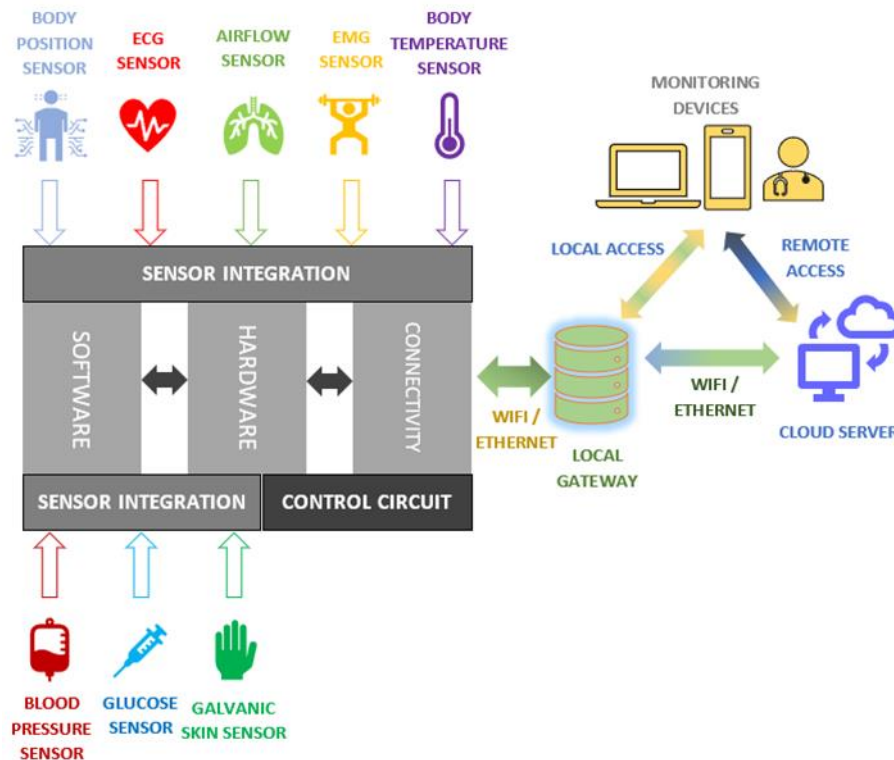 BODY
POSITION
SENSOR
ECG
SENSOR
AIRFLOW
SENSOR
EMG
SENSOR
BODY
TEMPERATURE
SENSOR
MONITORING
DEVICES
LOCAL ACCESS
REMOTE
ACCESS
SENSOR INTEGRATION
SOFTWARE
HARDWARE
CONNECTIVITY
WIFI /
ETHERNET
LOCAL
GATEWAY
WIFI /
ETHERNET
CLOUD SERVER
SENSOR INTEGRATION
CONTROL CIRCUIT
BLOOD
PRESSURE
SENSOR
GLUCOSE
SENSOR
GALVANIC
SKIN SENSOR